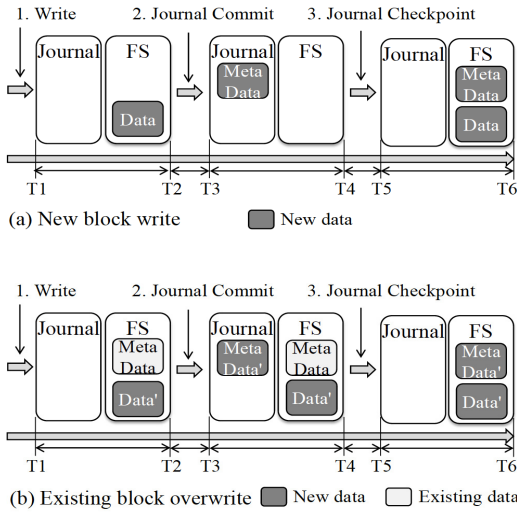 1. Write 2. Journal Commit 3. Journal Checkpoint
Journal FS Journal FS Journal FS
Meta Data
Meta Data
Data
Data
T1 T2 T3 T4 T5 T6
(a) New block write New data
1. Write 2. Journal Commit 3. Journal Checkpoint
Journal FS Journal FS Journal FS
Meta Data
Meta Data'
Meta Data
Meta Data'
Data'
Data'
Data'
T1 T2 T3 T4 T5 T6
(b) Existing block overwrite New data Existing data